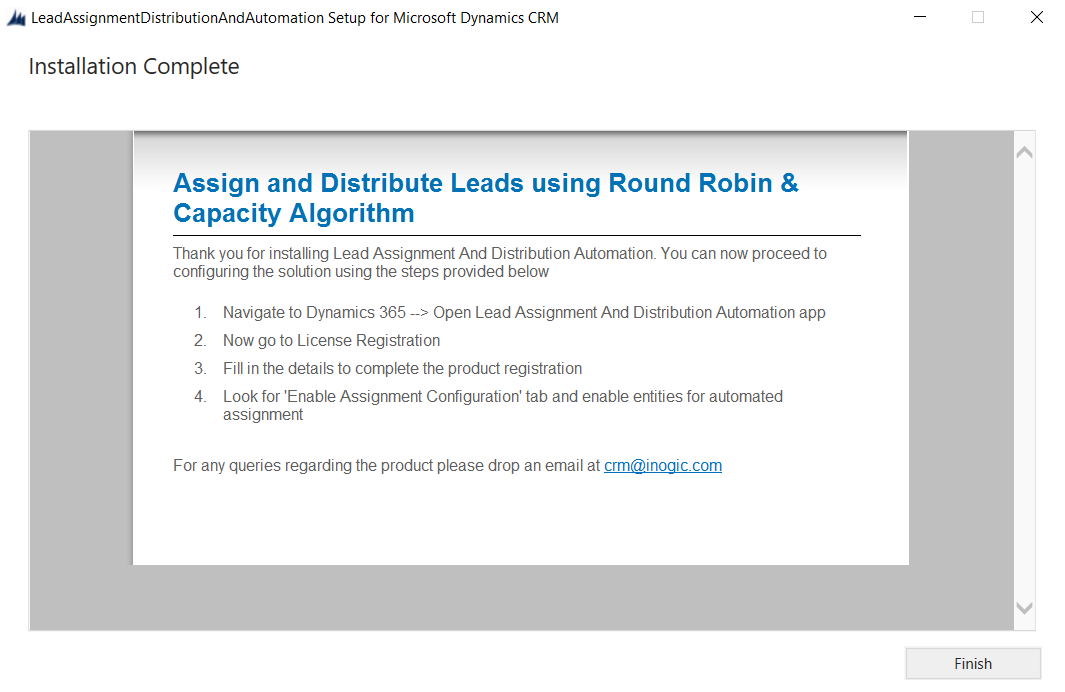 LeadAssignmentDistributionAndAutomation Setup for Microsoft Dynamics CRM
Installation Complete
Assign and Distribute Leads using Round Robin &
Capacity Algorithm
Thank you for installing Lead Assignment And Distribution Automation. You can now proceed to
configuring the solution using the steps provided below
1. Navigate to Dynamics 365 --> Open Lead Assignment And Distribution Automation app
2. Now go to License Registration
3. Fill in the details to complete the product registration
4. Look for 'Enable Assignment Configuration' tab and enable entities for automated
assignment
For any queries regarding the product please drop an email at crm@inogic.com
Finish